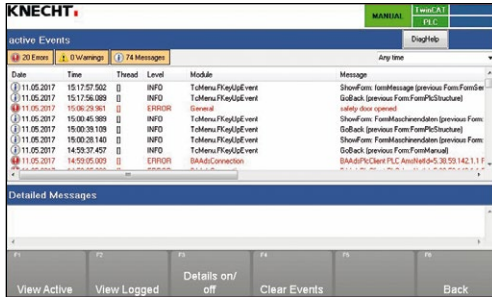 KNECHT.
MANUAL
TwinCAT
PLC
active Events
DiagHelp
20 Errors
0 Warnings
74 Messages
Any time
Date Time Thread Level Module Message
11.05.2017 15:17:57.502 [] INFO TcMenu.FKeyUpEvent ShowForm: formMessage (previous Form:FormSer
11.05.2017 15:17:56.089 [] INFO TcMenu.FKeyUpEvent GoBack (previous Form:FormPlcStructure)
11.05.2017 15:06:29.961 [] ERROR General safety door opened
11.05.2017 15:00:45.989 [] INFO TcMenu.FKeyUpEvent ShowForm: FormMaschinendaten (previous Form:
11.05.2017 15:00:39.109 [] INFO TcMenu.FKeyUpEvent GoBack (previous Form:FormPlcStructure)
11.05.2017 15:00:28.140 [] INFO TcMenu.FKeyUpEvent ShowForm: FormMaschinendaten (previous Form:
11.05.2017 14:59:37.457 [] INFO TcMenu.FKeyUpEvent GoBack (previous Form:FormManual)
11.05.2017 14:59:05.009 [] ERROR BAAdsConnection BAAdsPlcClient PLC AmsNetId=5.38.59.142.1.1 P
Detailed Messages
F1 F2 F3 F4 F5 F6
View Active
View Logged
Details on/
off
Clear Events
Back